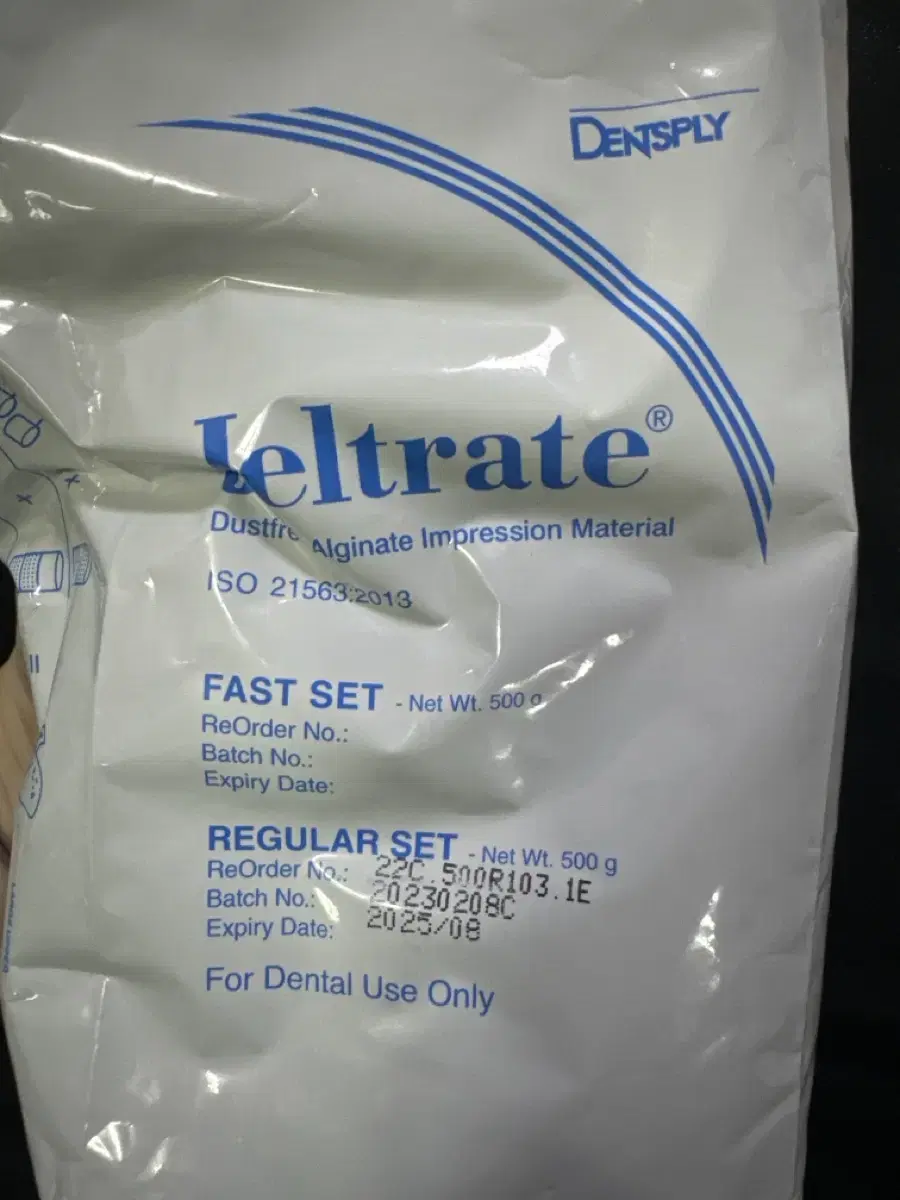 DENTSPLY
Jeltrate®
Dustfre Alginate Impression Material
ISO 21563:2013
FAST SET - Net Wt. 500 g
ReOrder No.:
Batch No.:
Expiry Date:
REGULAR SET - Net Wt. 500 g
ReOrder No.: 22C.500R103.1E
Batch No.: 20230208C
Expiry Date: 2025/08
For Dental Use Only